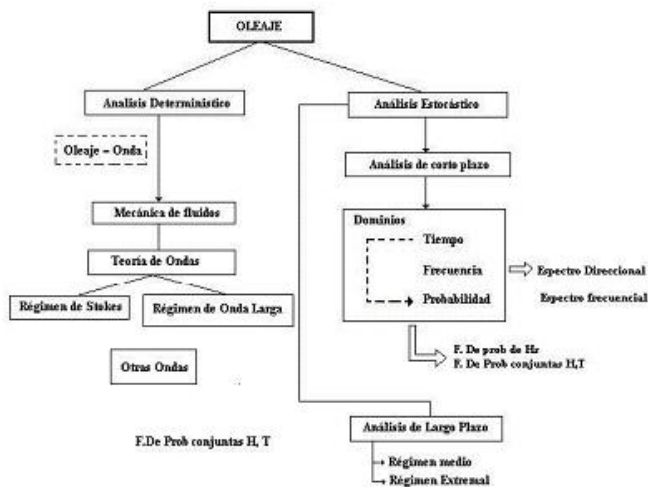 OLEAJE
Analisis Deterministico
Oleaje – Onda
Mecánica de fluidos
Teoría de Ondas
Régimen de Stokes
Régimen de Onda Larga
Otras Ondas
F.De Prob conjuntas H, T
Análisis Estocástico
Análisis de corto plazo
Dominios
Tiempo
Frecuencia
Probabilidad
Espectro Direccional
Espectro frecuencial
F. De prob de Hr
F. De Prob conjuntas H,T
Análisis de Largo Plazo
Régimen medio
Régimen Extremal